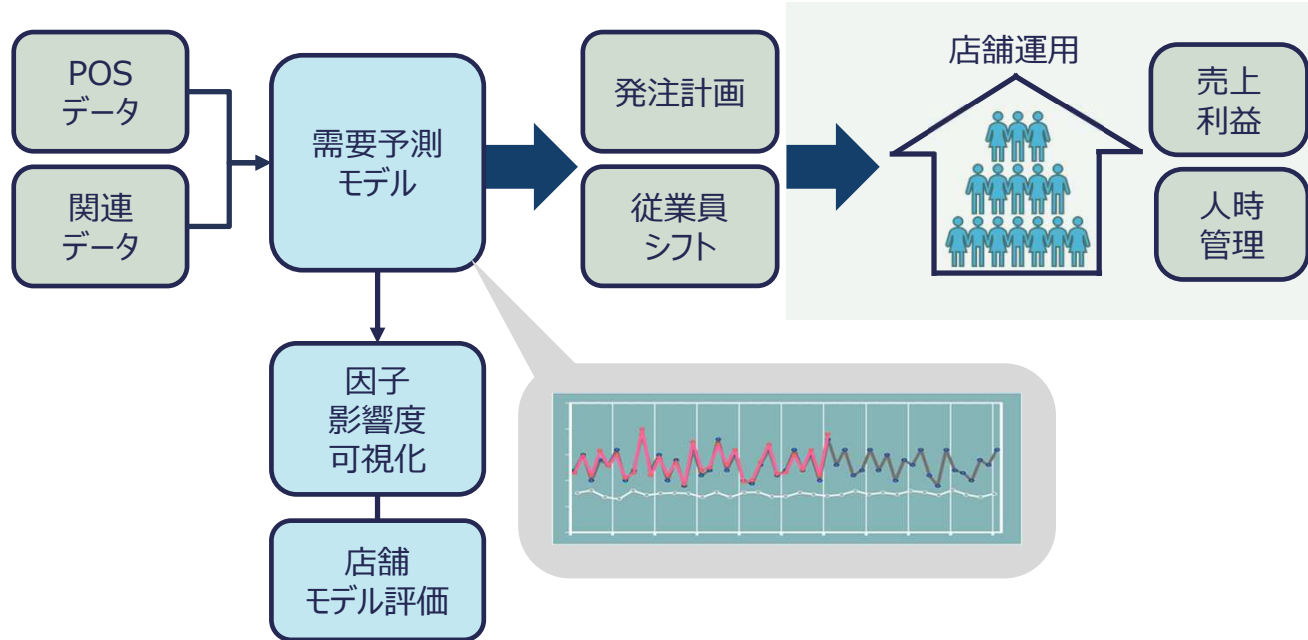 POS
データ
関連
データ
需要予測
モデル
発注計画
従業員
シフト
店舗運用
売上
利益
人時
管理
因子
影響度
可視化
店舗
モデル評価